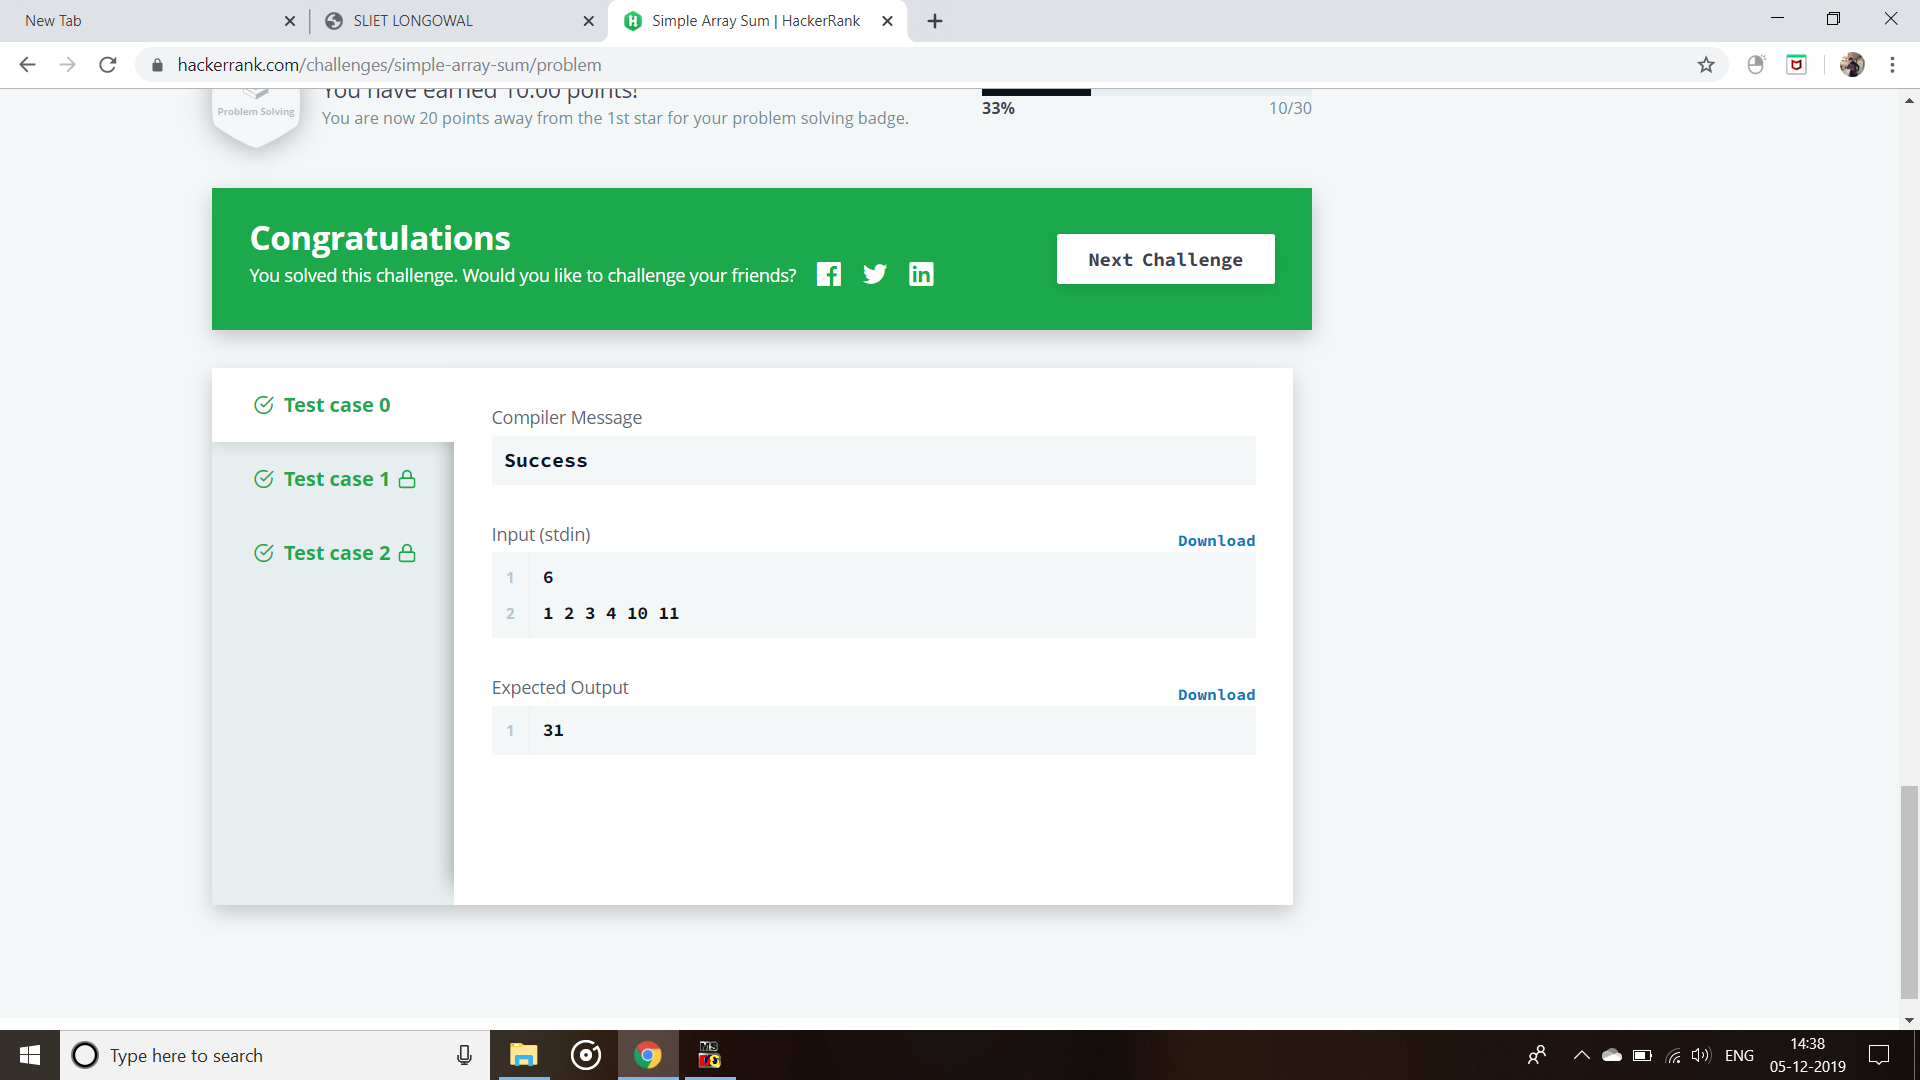 New Tab
SLIET LONGOWAL
Simple Array Sum | HackerRank
hackerrank.com/challenges/simple-array-sum/problem
Problem Solving
You have earned 10.00 points!
You are now 20 points away from the 1st star for your problem solving badge.
33%
10/30
Congratulations
You solved this challenge. Would you like to challenge your friends?
Next Challenge
Test case 0
Test case 1
Test case 2
Compiler Message
Success
Input (stdin)
Download
1 6
2 1 2 3 4 10 11
Expected Output
Download
1 31
Type here to search
ENG
14:38
05-12-2019